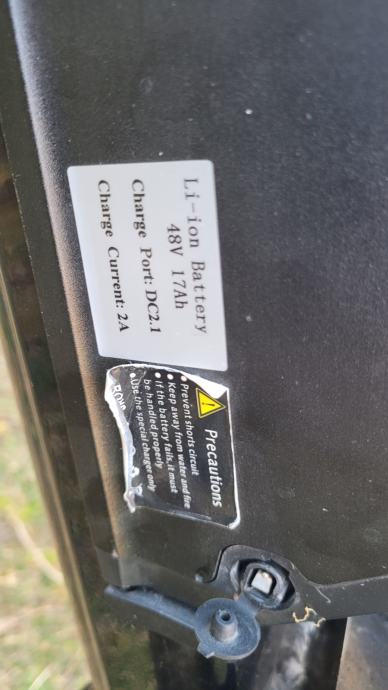 Li-ion Battery
48V 17Ah
Charge Port: DC2.1
Charge Current: 2A
Precautions
● Prevent shorts circuit
● Keep away from water and fire
● If the battery fails, it must
be handled properly
● Use the special charger only